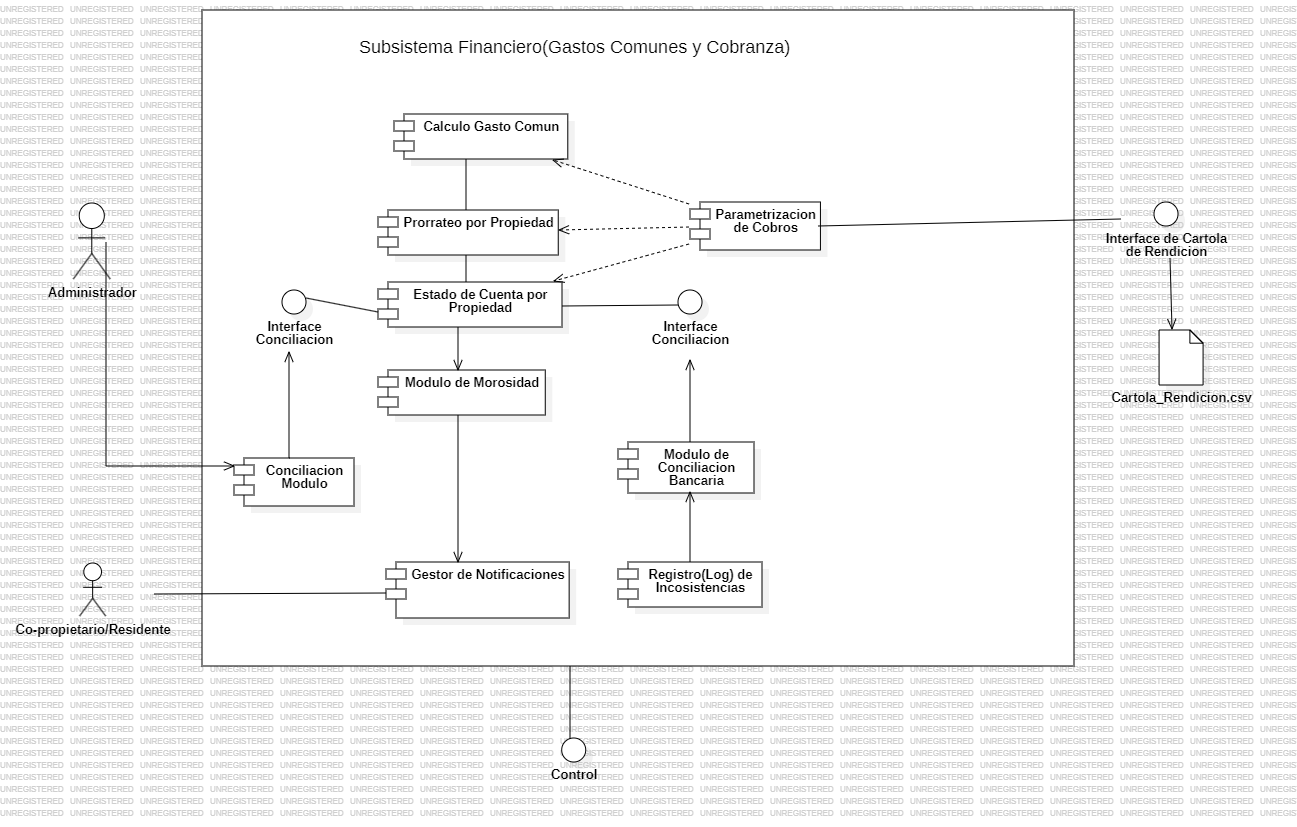 Subsistema Financiero(Gastos Comunes y Cobranza)
Calculo Gasto Comun
Prorrateo por Propiedad
Parametrizacion
de Cobros
Interface de Cartola
de Rendicion
Administrador
Estado de Cuenta por
Propiedad
Interface
Conciliacion
Interface
Conciliacion
Modulo de Morosidad
Cartola_Rendicion.csv
Conciliacion
Modulo
Modulo de
Conciliacion
Bancaria
Gestor de Notificaciones
Registro(Log) de
Incosistencias
Co-propietario/Residente
Control
UNREGISTERED